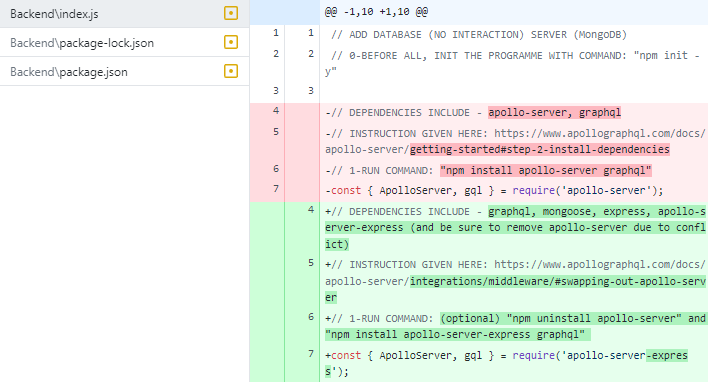 Backend\index.js
Backend\package-lock.json
Backend\package.json
@@ -1,10 +1,10 @@
1 1 // ADD DATABASE (NO INTERACTION) SERVER (MongoDB)
2 2 // 0-BEFORE ALL, INIT THE PROGRAMME WITH COMMAND: "npm init -
y"
3 3
4 -// DEPENDENCIES INCLUDE - apollo-server, graphql
5 -// INSTRUCTION GIVEN HERE: https://www.apollographql.com/docs/
apollo-server/getting-started#step-2-install-dependencies
6 -// 1-RUN COMMAND: "npm install apollo-server graphql"
7 -const { ApolloServer, gql } = require('apollo-server');
4 +// DEPENDENCIES INCLUDE - graphql, mongoose, express, apollo-s
erver-express (and be sure to remove apollo-server due to confl
ict)
5 +// INSTRUCTION GIVEN HERE: https://www.apollographql.com/docs/
apollo-server/integrations/middleware/#swapping-out-apollo-serv
er
6 +// 1-RUN COMMAND: (optional) "npm uninstall apollo-server" and
"npm install apollo-server-express graphql"
7 +const { ApolloServer, gql } = require('apollo-server-expres
s');